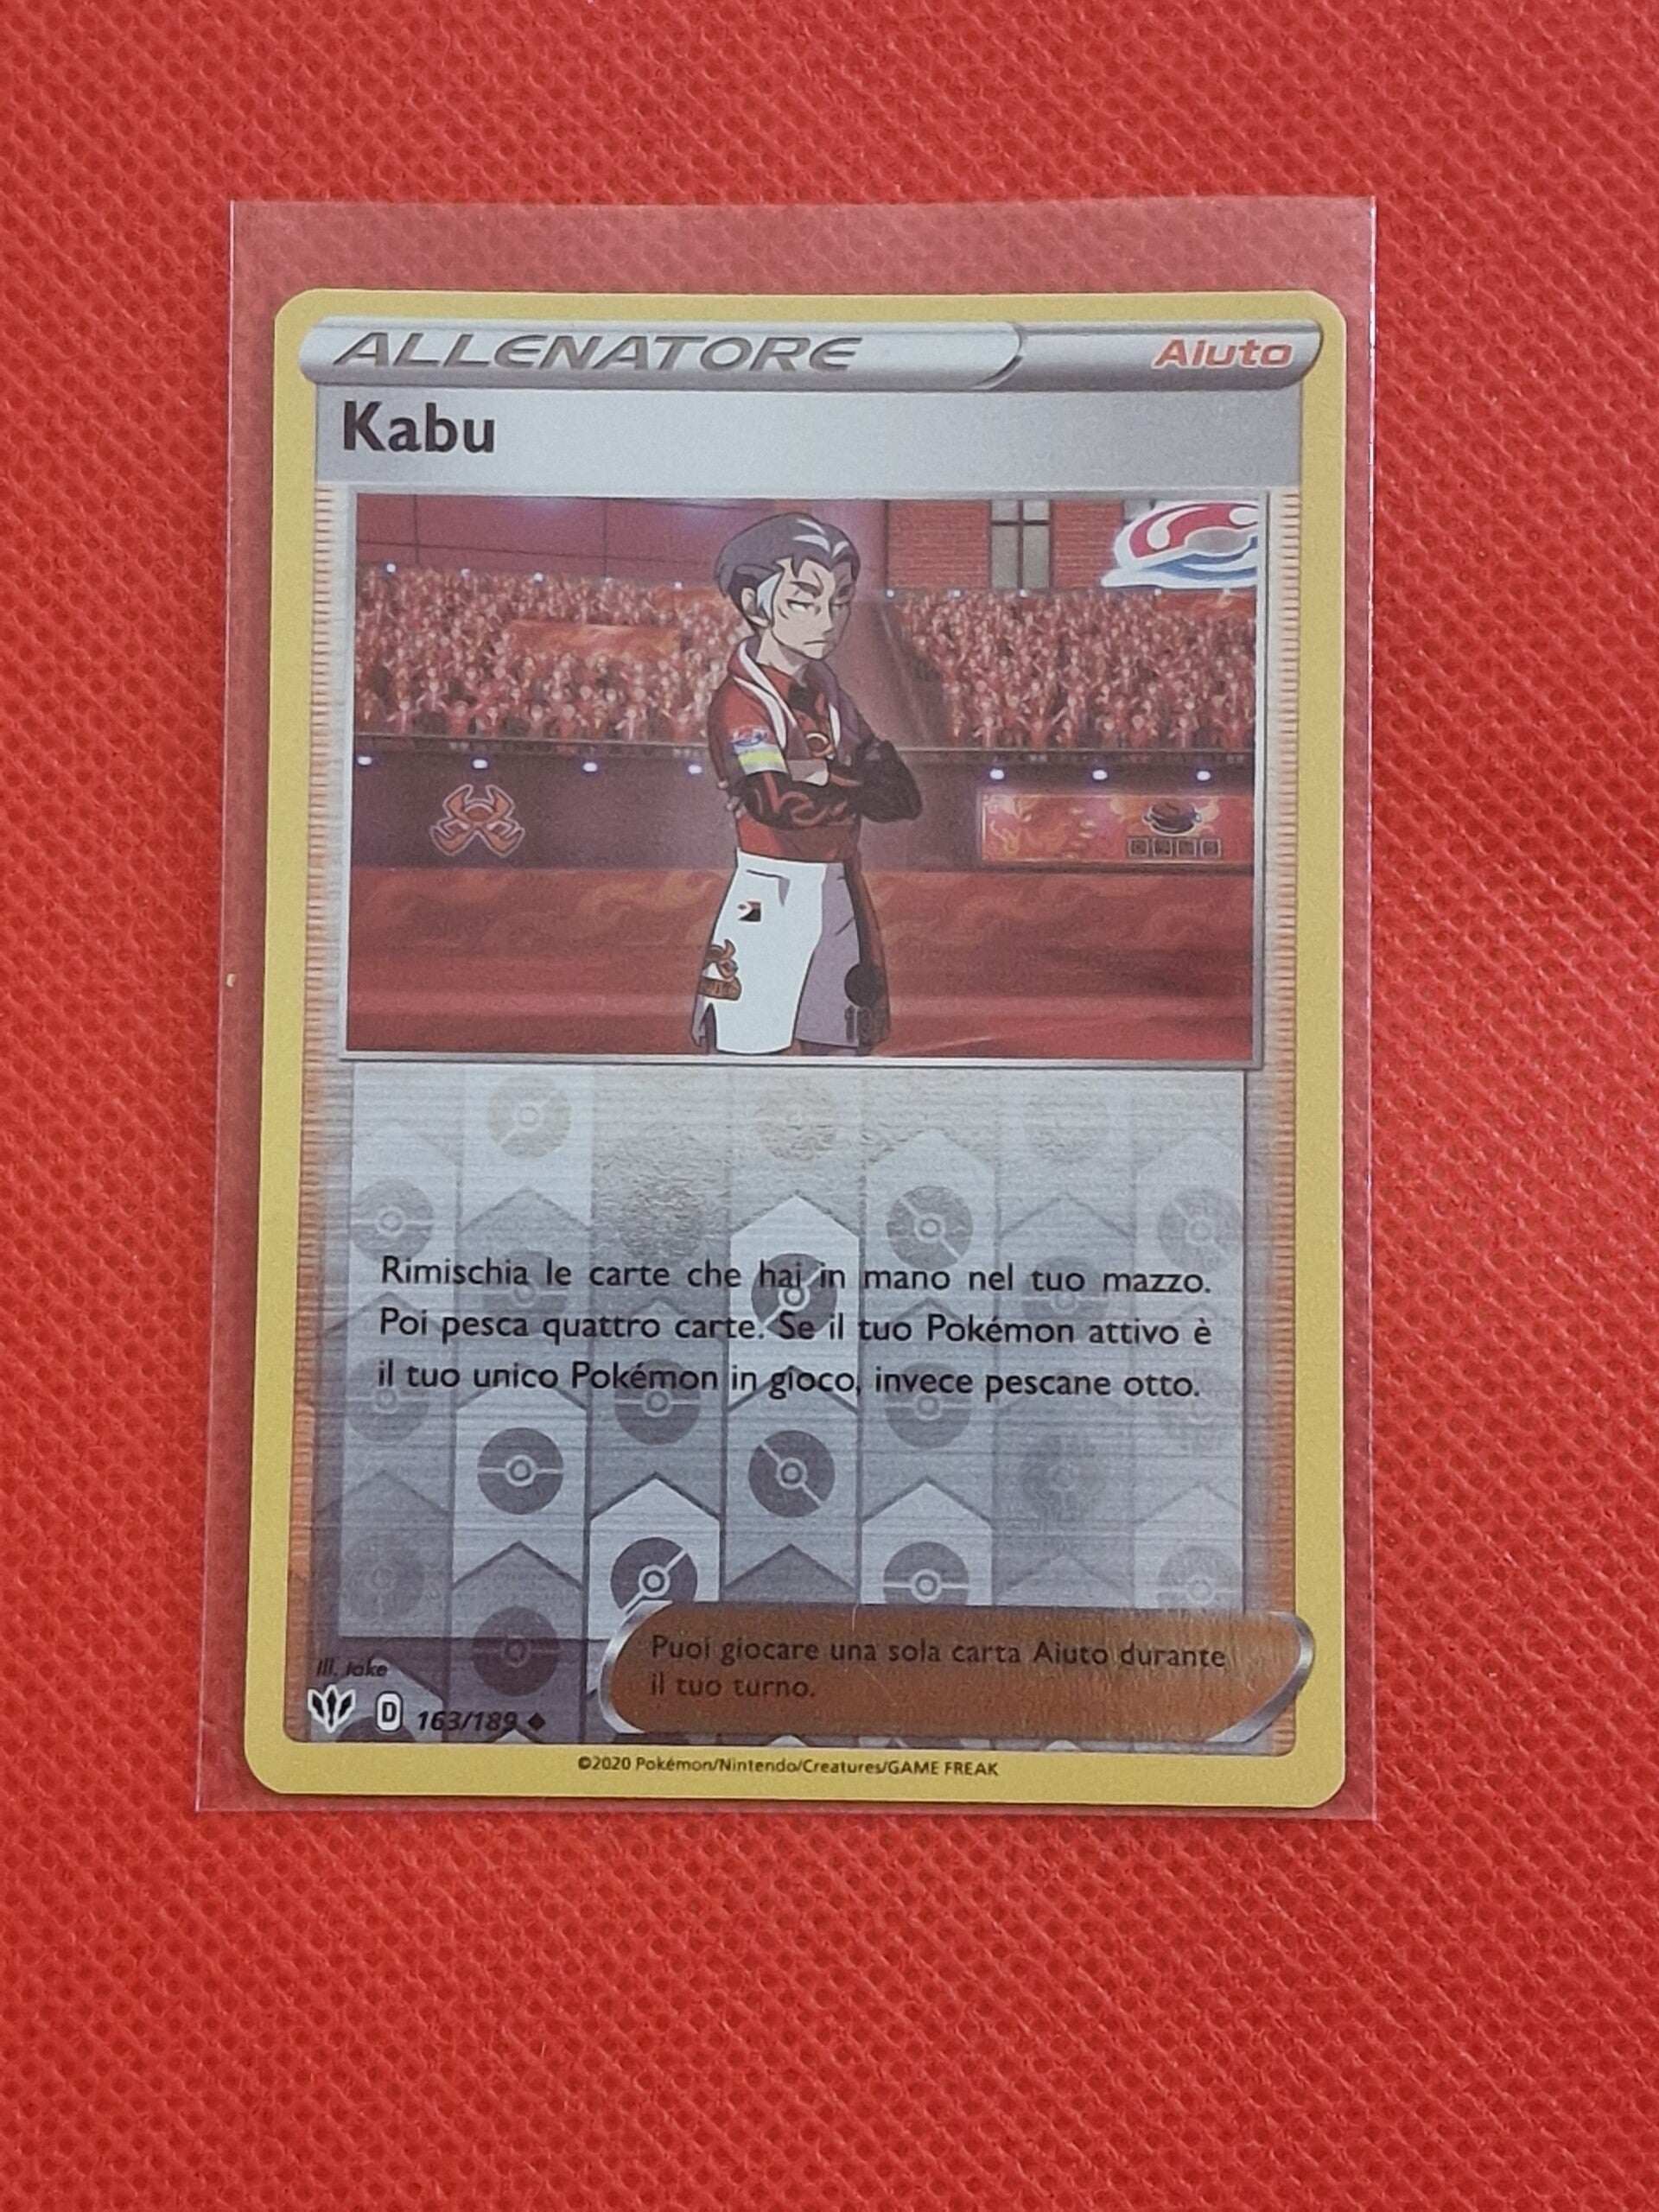 ALLENATORE Aiuto
Kabu
Rimischia le carte che hai in mano nel tuo mazzo.
Poi pesca quattro carte. Se il tuo Pokémon attivo è
il tuo unico Pokémon in gioco, invece pescane otto.
Puoi giocare una sola carta Aiuto durante
il tuo turno.
Ill. take
D 163/189
©2020 Pokémon/Nintendo/Creatures/GAME FREAK